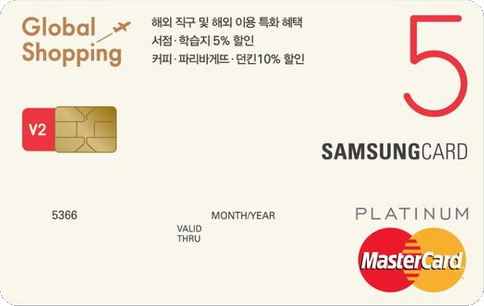 Global
Shopping
해외 직구 및 해외 이용 특화 혜택
서점·학습지 5% 할인
커피·파리바게뜨·던킨10% 할인
5
V2
SAMSUNGCARD
5366
MONTH/YEAR
VALID
THRU
PLATINUM
MasterCard